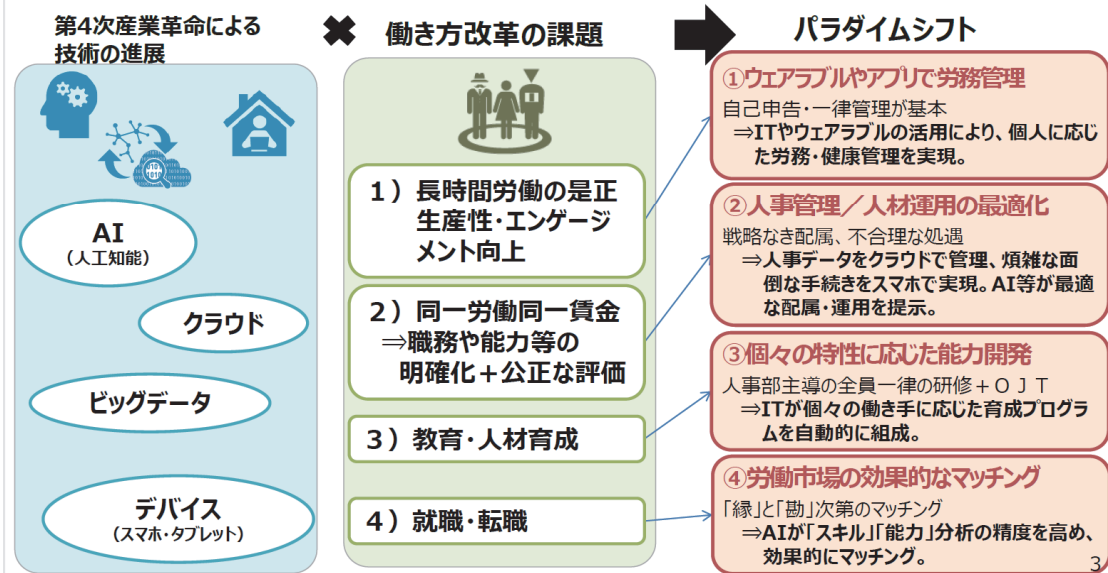 第4次産業革命による
技術の進展
AI
（人工知能）
クラウド
ビッグデータ
デバイス
（スマホ・タブレット）
✖
働き方改革の課題
１）長時間労働の是正
生産性・エンゲージ
メント向上
２）同一労働同一賃金
⇒職務や能力等の
明確化＋公正な評価
３）教育・人材育成
４）就職・転職
パラダイムシフト
①ウェアラブルやアプリで労務管理
自己申告・一律管理が基本
⇒ITやウェアラブルの活用により、個人に応じ
た労務・健康管理を実現。
②人事管理／人材運用の最適化
戦略なき配属、不合理な処遇
⇒人事データをクラウドで管理、煩雑な面
倒な手続きをスマホで実現。AI等が最適
な配属・運用を提示。
③個々の特性に応じた能力開発
人事部主導の全員一律の研修＋ＯＪＴ
⇒ITが個々の働き手に応じた育成プログラ
ムを自動的に組成。
④労働市場の効果的なマッチング
「縁」と「勘」次第のマッチング
⇒AIが「スキル」「能力」分析の精度を高め、
効果的にマッチング。
3